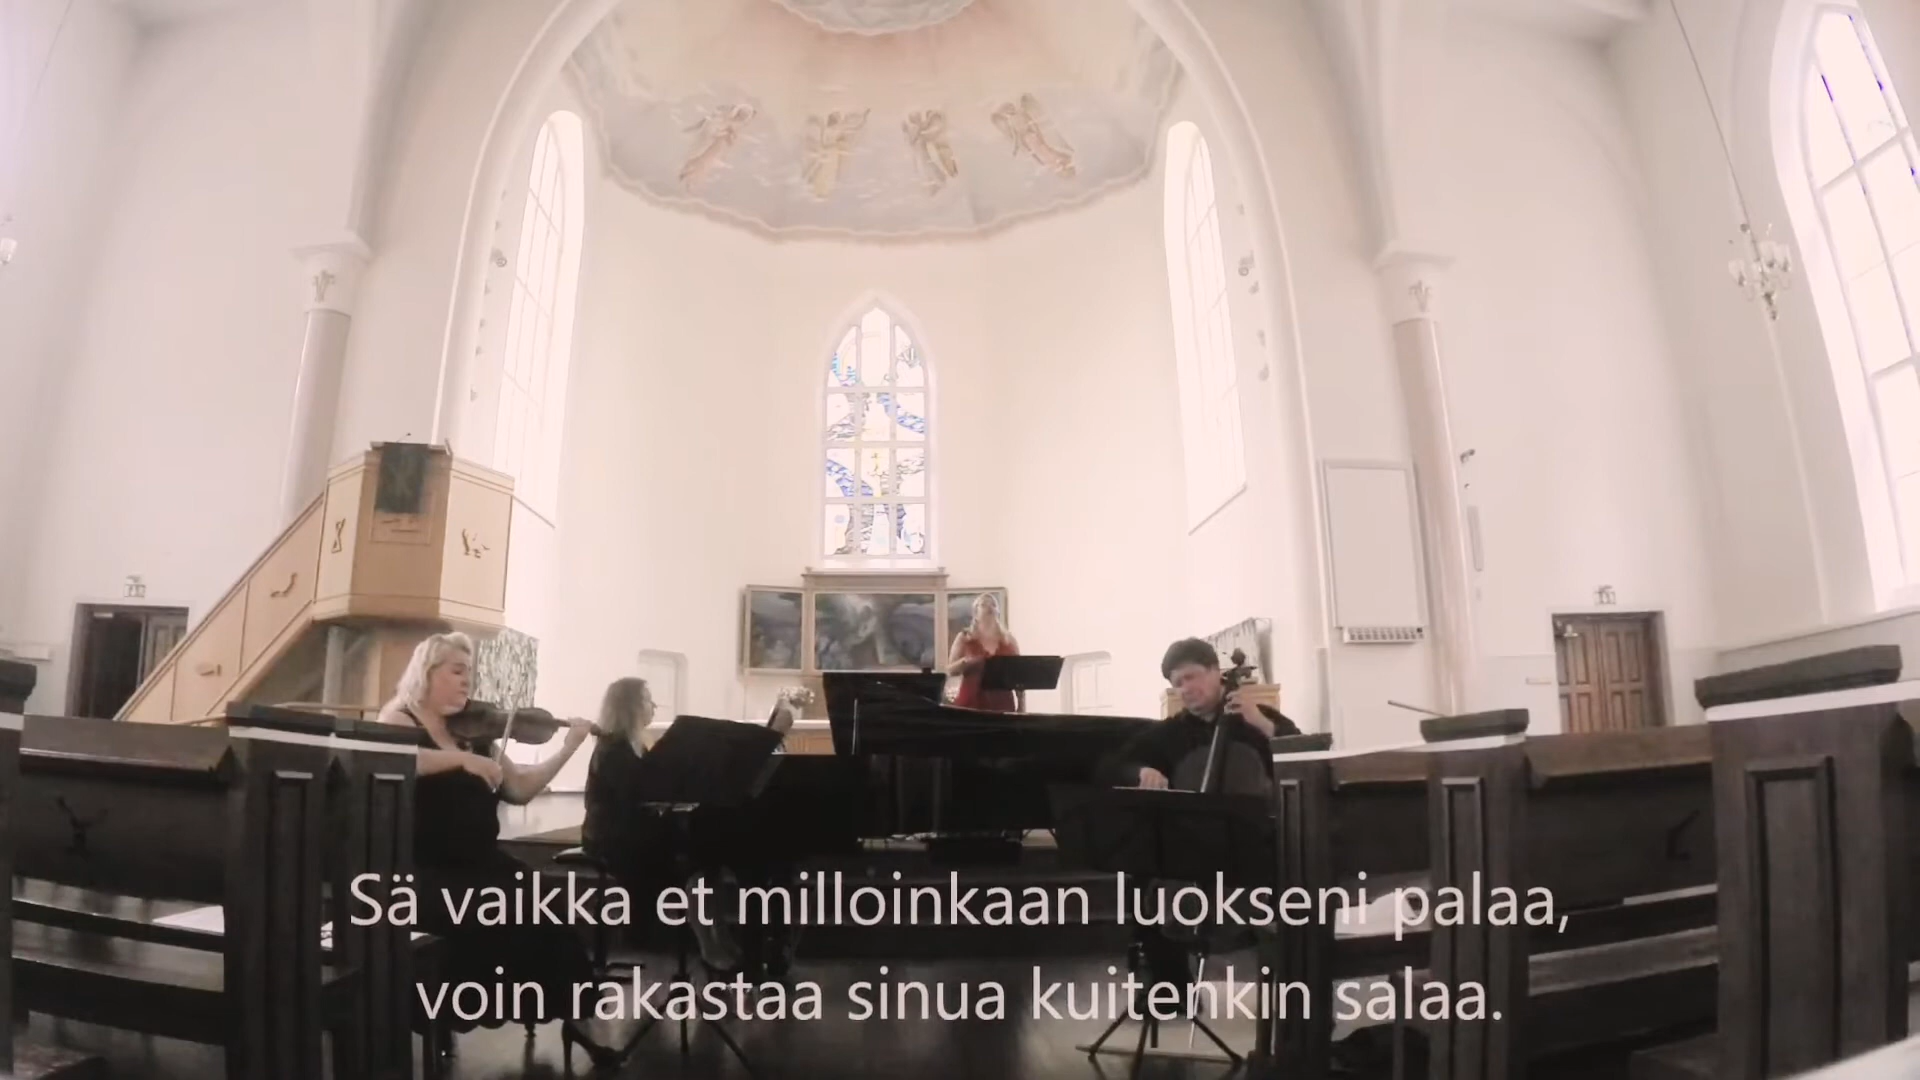 Sä vaikka et milloinkaan luokseni palaa,
voin rakastaa sinua kuitenkin salaa.